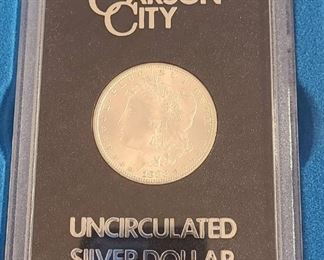 CARSON
CITY
UNCIRCULATED
SILVER DOLLAR